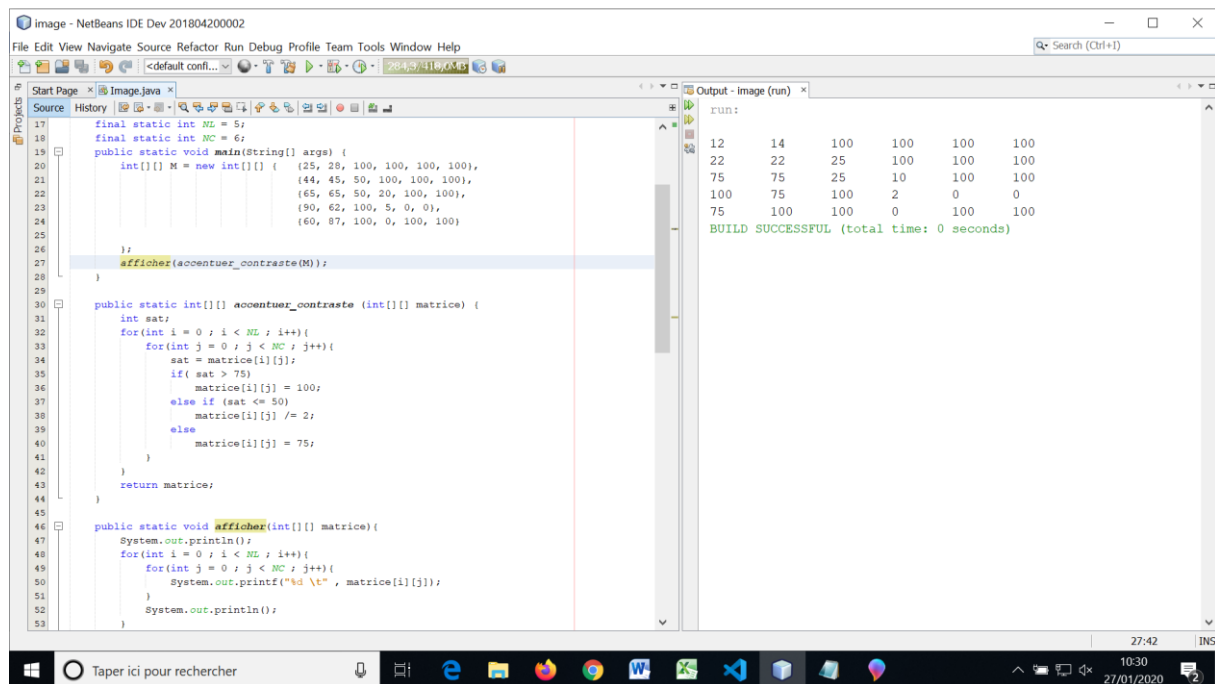 image - NetBeans IDE Dev 201804200002
File Edit View Navigate Source Refactor Run Debug Profile Team Tools Window Help
Search (Ctrl+I)
<default confi...
284,3/418,0MB
Projects
Start Page
Image.java
Source History
17 final static int NL = 5;
18 final static int NC = 6;
19 public static void main(String[] args) {
20 int[][] M = new int[][] { {25, 28, 100, 100, 100, 100},
21 {44, 45, 50, 100, 100, 100},
22 {65, 65, 50, 20, 100, 100},
23 {90, 62, 100, 5, 0, 0},
24 {60, 87, 100, 0, 100, 100}
25
26 };
27 afficher(accentuer_contraste(M));
28 }
29
30 public static int[][] accentuer_contraste (int[][] matrice) {
31 int sat;
32 for(int i = 0 ; i < NL ; i++){
33 for(int j = 0 ; j < NC ; j++){
34 sat = matrice[i][j];
35 if( sat > 75)
36 matrice[i][j] = 100;
37 else if (sat <= 50)
38 matrice[i][j] /= 2;
39 else
40 matrice[i][j] = 75;
41 }
42 }
43 return matrice;
44 }
45
46 public static void afficher(int[][] matrice){
47 System.out.println();
48 for(int i = 0 ; i < NL ; i++){
49 for(int j = 0 ; j < NC ; j++){
50 System.out.printf("%d \t" , matrice[i][j]);
51 }
52 System.out.println();
53 }
Output - image (run)
run:
12 14 100 100 100 100
22 22 25 100 100 100
75 75 25 10 100 100
100 75 100 2 0 0
75 100 100 0 100 100
BUILD SUCCESSFUL (total time: 0 seconds)
27:42 INS
Taper ici pour rechercher
10:30
27/01/2020
2